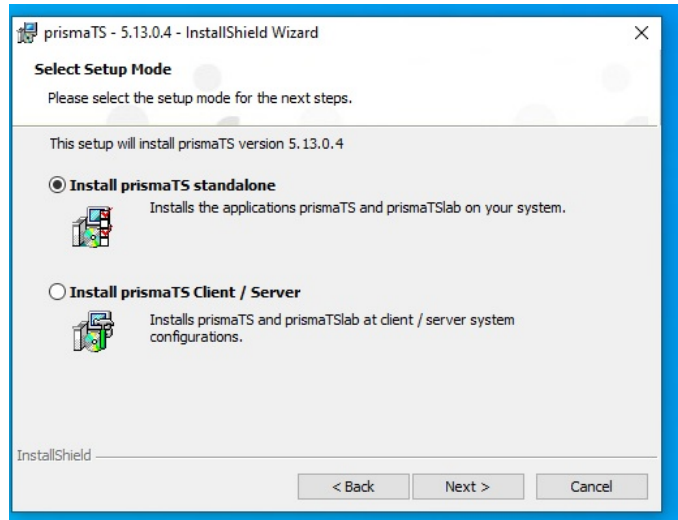 prismaTS - 5.13.0.4 - InstallShield Wizard
Select Setup Mode
Please select the setup mode for the next steps.
This setup will install prismaTS version 5.13.0.4
Install prismaTS standalone
Installs the applications prismaTS and prismaTSlab on your system.
Install prismaTS Client / Server
Installs prismaTS and prismaTSlab at client / server system
configurations.
InstallShield
< Back Next > Cancel